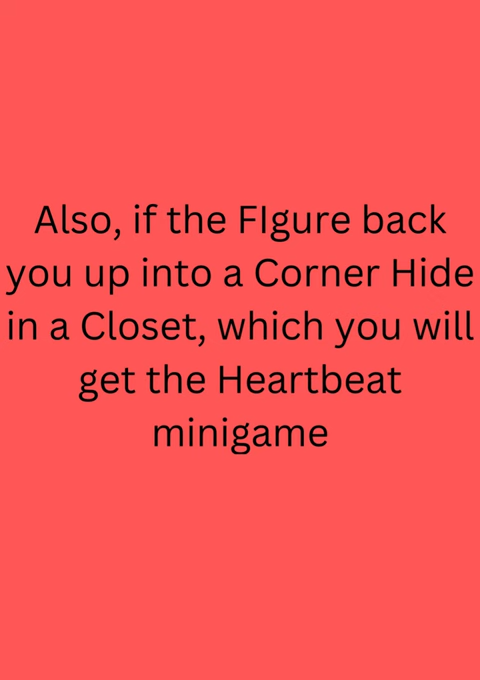 Also, if the FIgure back
you up into a Corner Hide
in a Closet, which you will
get the Heartbeat
minigame